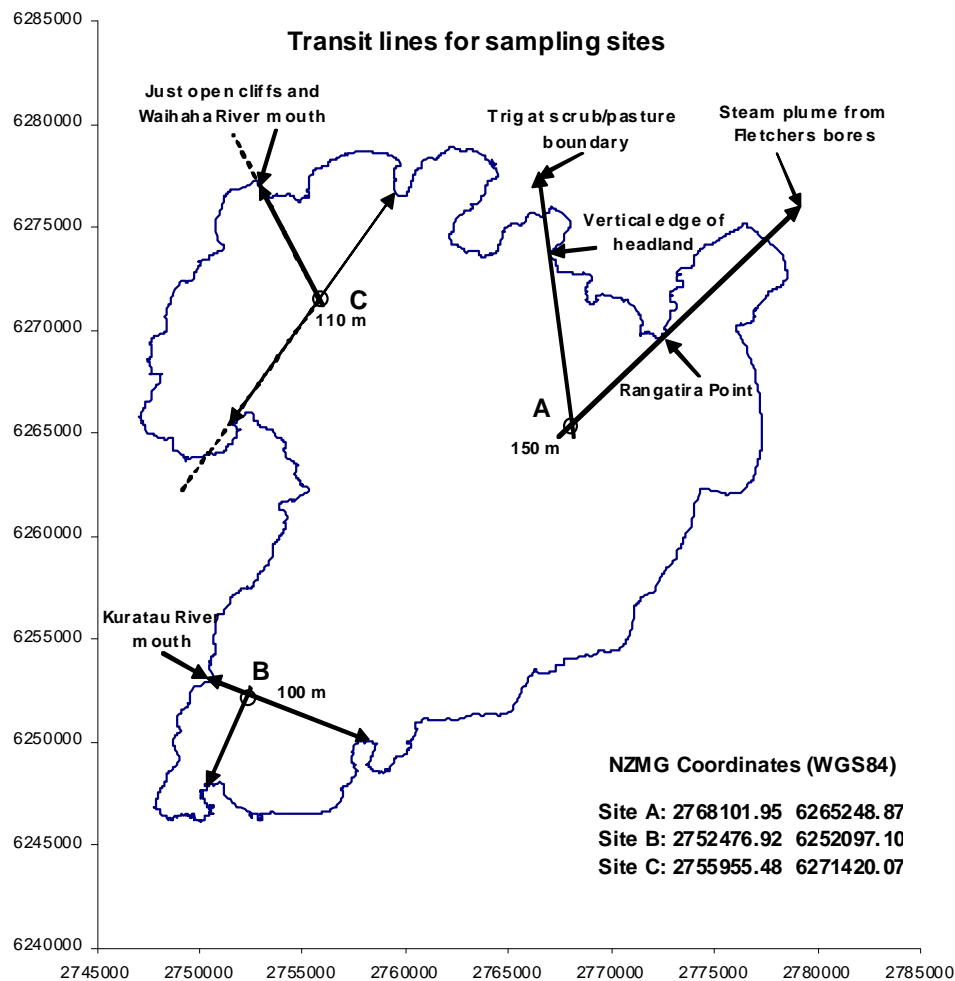 Transit lines for sampling sites
6285000
6280000
6275000
6270000
6265000
6260000
6255000
6250000
6245000
6240000
2745000 2750000 2755000 2760000 2765000 2770000 2775000 2780000 2785000
Just open cliffs and
Waihaha River mouth
Trig at scrub/pasture
boundary
Steam plume from
Fletchers bores
Vertical edge of
headland
C
110 m
Rangatira Point
A
150 m
Kuratau River
mouth
B
100 m
NZMG Coordinates (WGS84)
Site A: 2768101.95 6265248.87
Site B: 2752476.92 6252097.10
Site C: 2755955.48 6271420.07